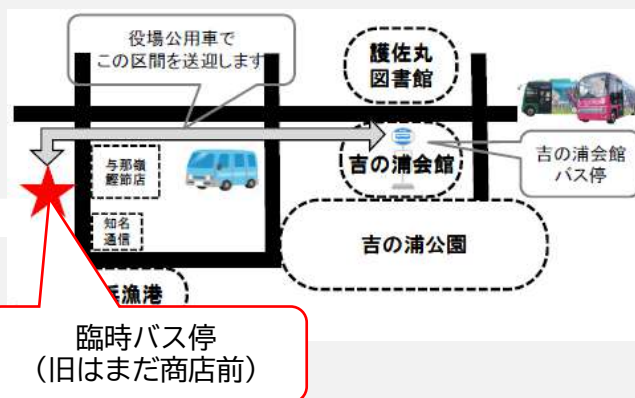 役場公用車で
この区間を送迎します
護佐丸
図書館
与那嶺
鰹節店
吉の浦会館
吉の浦会館
バス停
知名
通信
吉の浦公園
漁港
臨時バス停
(旧はまだ商店前)